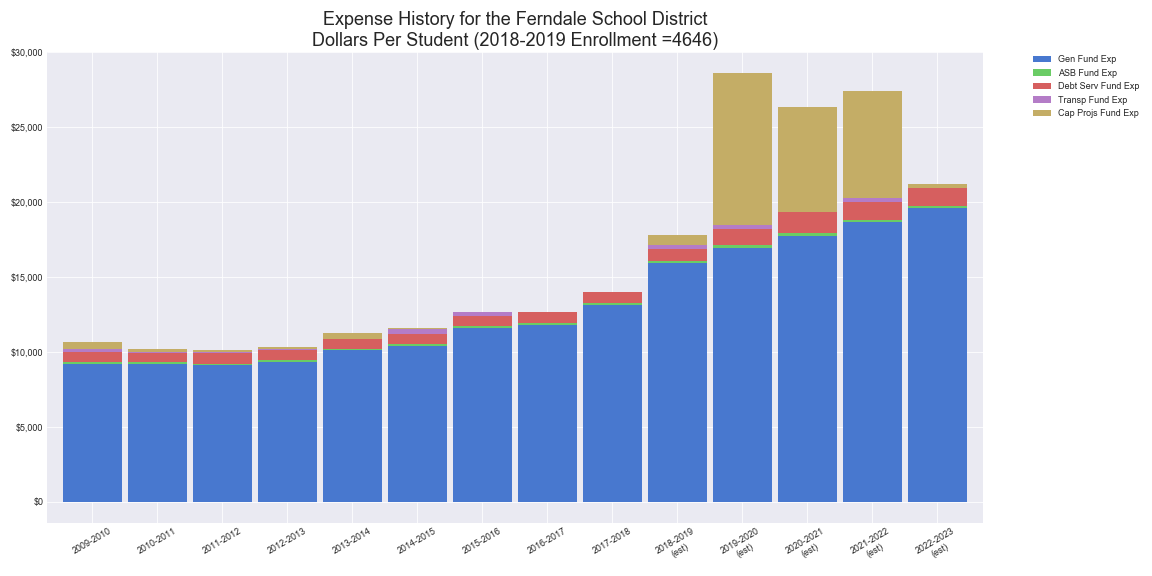 Expense History for the Ferndale School District
Dollars Per Student (2018-2019 Enrollment =4646)
$30,000
$25,000
$20,000
$15,000
$10,000
$5,000
$0
Gen Fund Exp
ASB Fund Exp
Debt Serv Fund Exp
Transp Fund Exp
Cap Projs Fund Exp
2009-2010
2010-2011
2011-2012
2012-2013
2013-2014
2014-2015
2015-2016
2016-2017
2017-2018
2018-2019
(est)
2019-2020
(est)
2020-2021
(est)
2021-2022
(est)
2022-2023
(est)